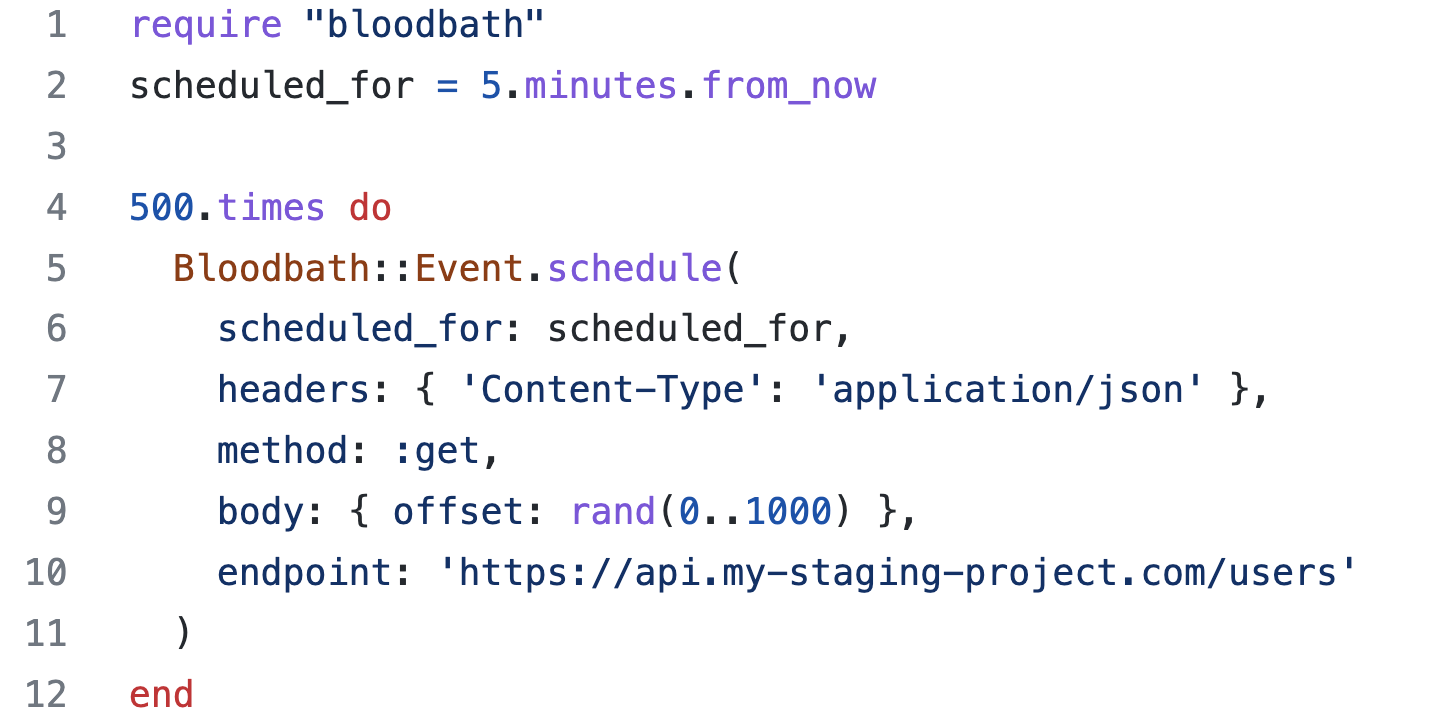 1 require "bloodbath"
2 scheduled_for = 5.minutes.from_now
3
4 500.times do
5   Bloodbath::Event.schedule(
6     scheduled_for: scheduled_for,
7     headers: { 'Content-Type': 'application/json' },
8     method: :get,
9     body: { offset: rand(0..1000) },
10     endpoint: 'https://api.my-staging-project.com/users'
11   )
12 end